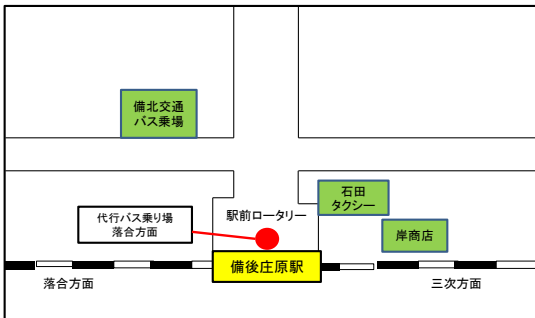 備北交通
バス乗場
石田
タクシー
代行バス乗り場
落合方面
駅前ロータリー
岸商店
備後庄原駅
落合方面
三次方面